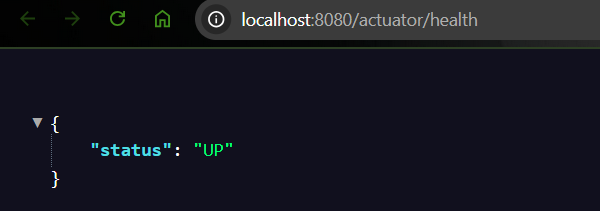 localhost:8080/actuator/health
{
"status": "UP"
}